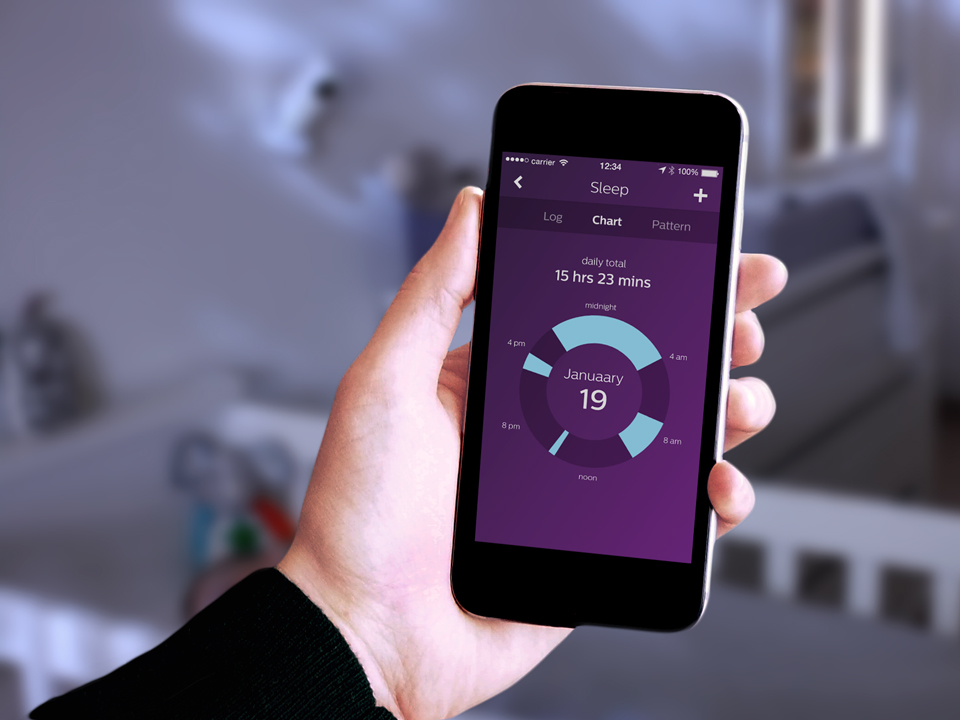 carrier 12:34 100%
Sleep
Log Chart Pattern
daily total
15 hrs 23 mins
midnight
4 pm 4 am
Januaary
19
8 pm 8 am
noon